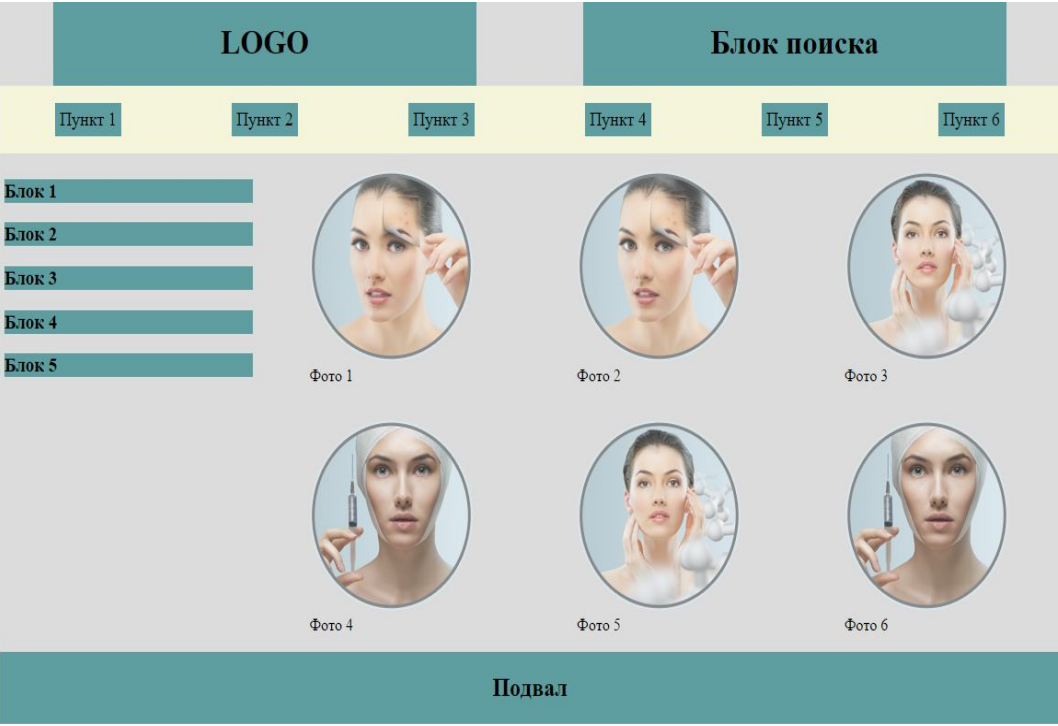 LOGO
Блок поиска
Пункт 1 Пункт 2 Пункт 3 Пункт 4 Пункт 5 Пункт 6
Блок 1
Блок 2
Блок 3
Блок 4
Блок 5
Фото 1 Фото 2 Фото 3
Фото 4 Фото 5 Фото 6
Подвал